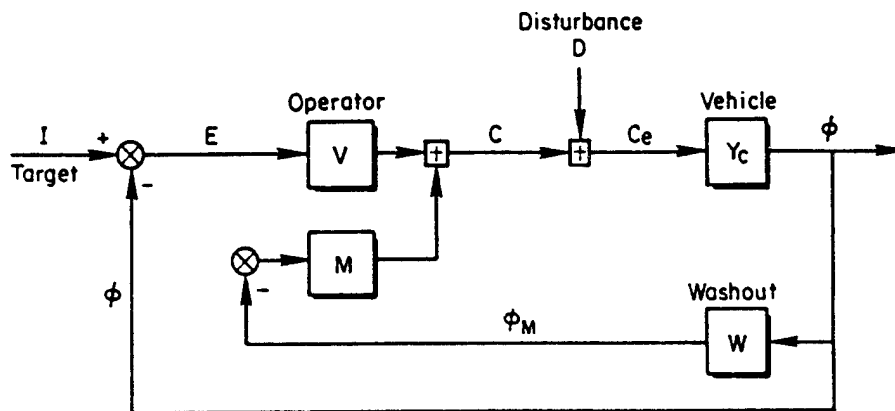 Disturbance
D
Operator
Vehicle
I
+
E
V
+
C
+
Ce
Yc
ϕ
Target
-
M
-
ϕ
ϕM
Washout
W